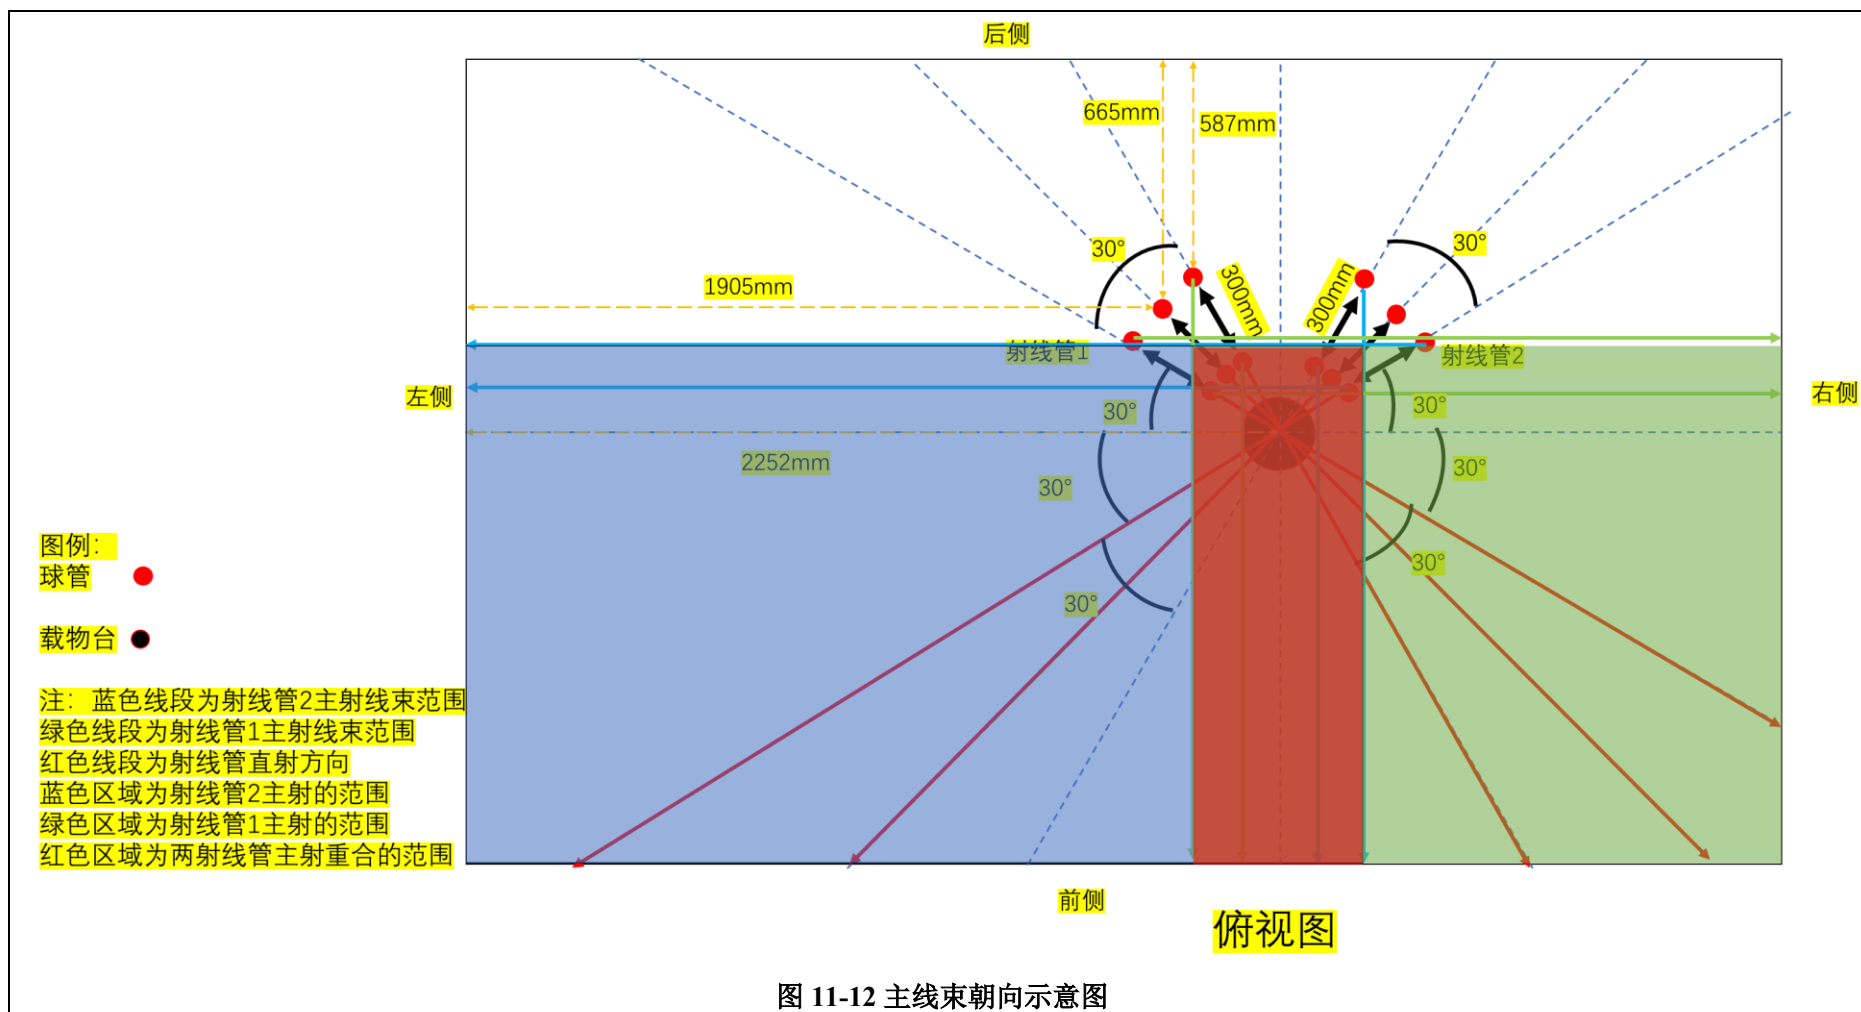 后侧
665mm
587mm
30°
30°
300mm
300mm
1905mm
射线管1
射线管2
左侧
右侧
30°
30°
2252mm
30°
30°
30°
30°
图例：
球管
载物台
注：蓝色线段为射线管2主射线束范围
绿色线段为射线管1主射线束范围
红色线段为射线管直射方向
蓝色区域为射线管2主射的范围
绿色区域为射线管1主射的范围
红色区域为两射线管主射重合的范围
前侧
俯视图
图 11-12 主线束朝向示意图